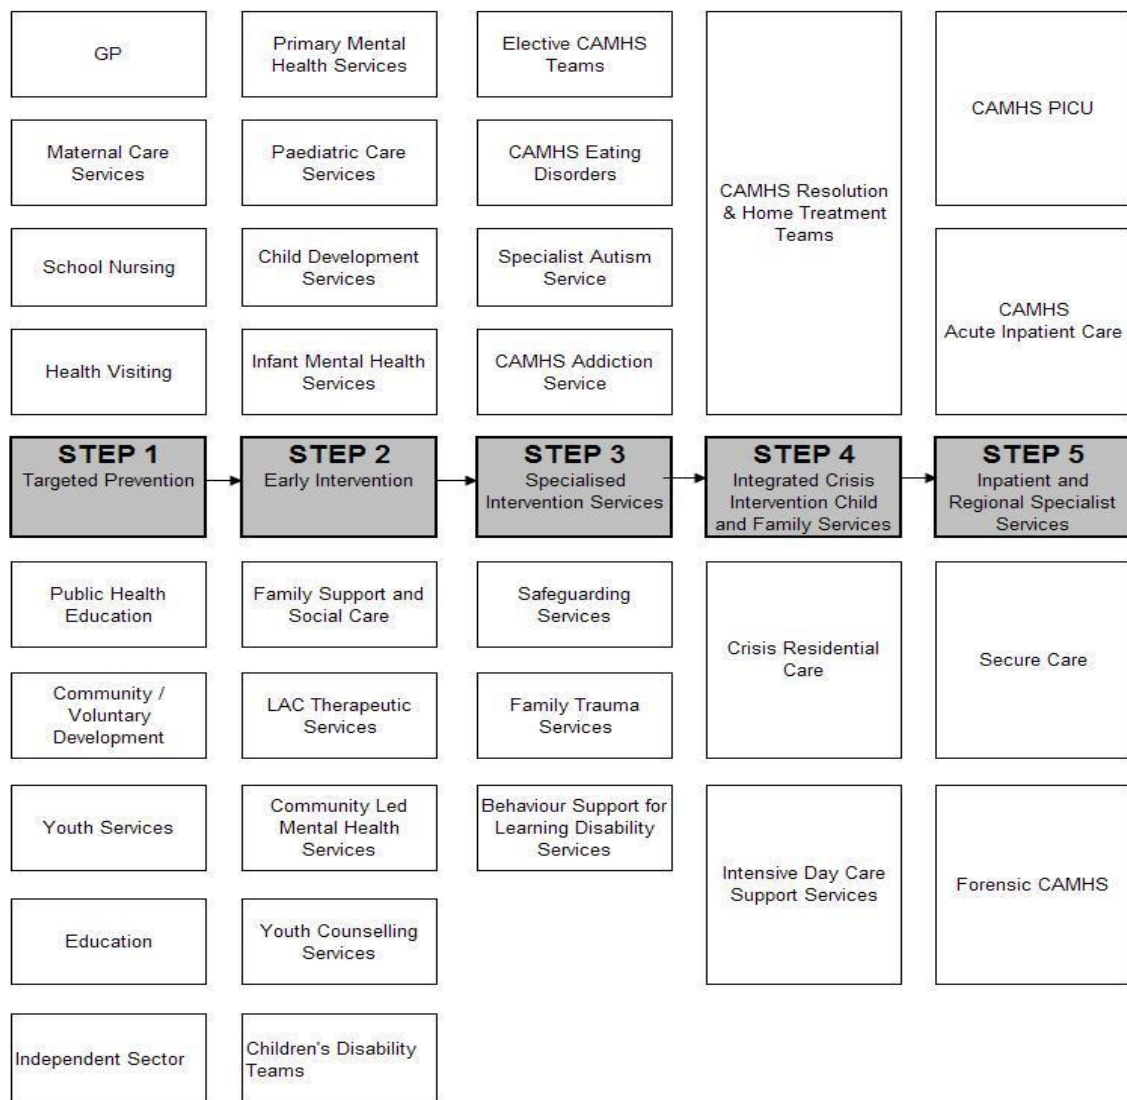 GP
Maternal Care
Services
School Nursing
Health Visiting
STEP 1
Targeted Prevention
Public Health
Education
Community /
Voluntary
Development
Youth Services
Education
Independent Sector
Primary Mental
Health Services
Paediatric Care
Services
Child Development
Services
Infant Mental Health
Services
STEP 2
Early Intervention
Family Support and
Social Care
LAC Therapeutic
Services
Community Led
Mental Health
Services
Youth Counselling
Services
Children's Disability
Teams
Elective CAMHS
Teams
CAMHS Eating
Disorders
Specialist Autism
Service
CAMHS Addiction
Service
STEP 3
Specialised
Intervention Services
Safeguarding
Services
Family Trauma
Services
Behaviour Support for
Learning Disability
Services
CAMHS Resolution
& Home Treatment
Teams
STEP 4
Integrated Crisis
Intervention Child
and Family Services
Crisis Residential
Care
Intensive Day Care
Support Services
CAMHS PICU
CAMHS
Acute Inpatient Care
STEP 5
Inpatient and
Regional Specialist
Services
Secure Care
Forensic CAMHS